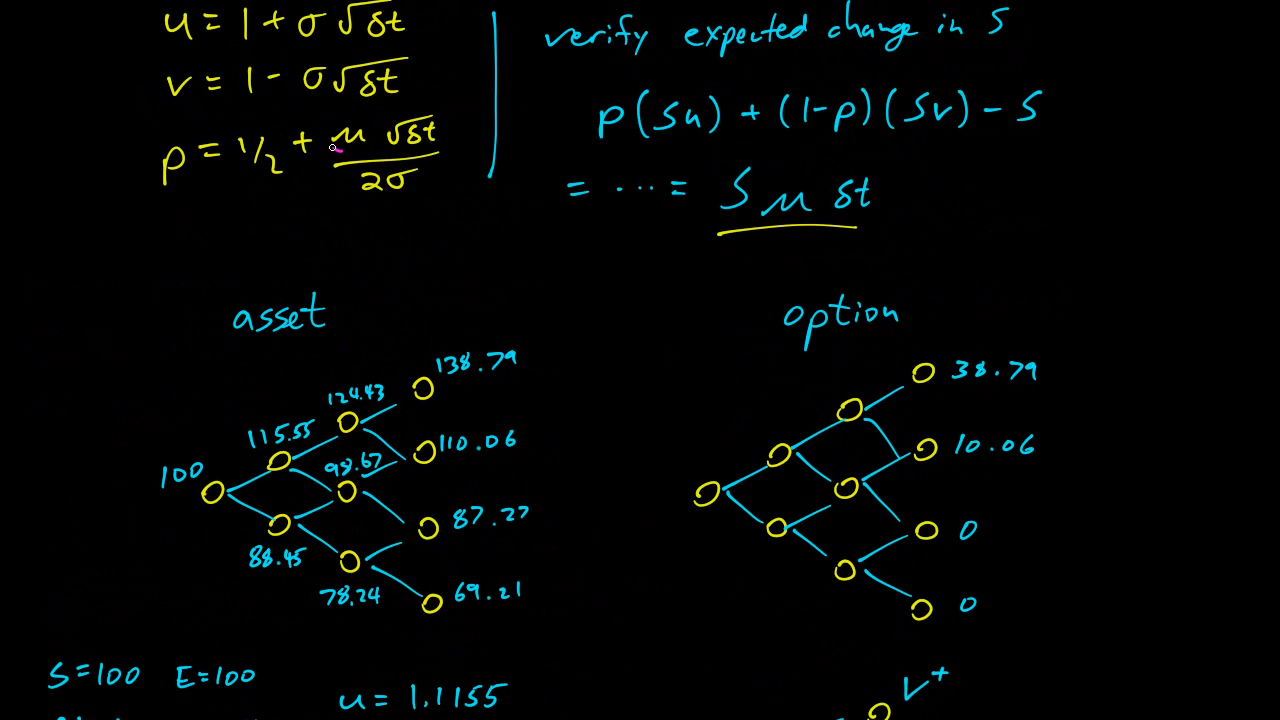 u = 1 + σ √δt
v = 1 - σ √δt
p = 1/2 + μ √δt / 2σ
verify expected change in S
p(Su) + (1-p)(Sv) - S
= ... = S μ δt
asset
138.79
124.43
115.55
110.06
100
98.67
87.27
88.45
78.24
69.21
option
38.79
10.06
0
0
S=100 E=100
u = 1.1155
V+